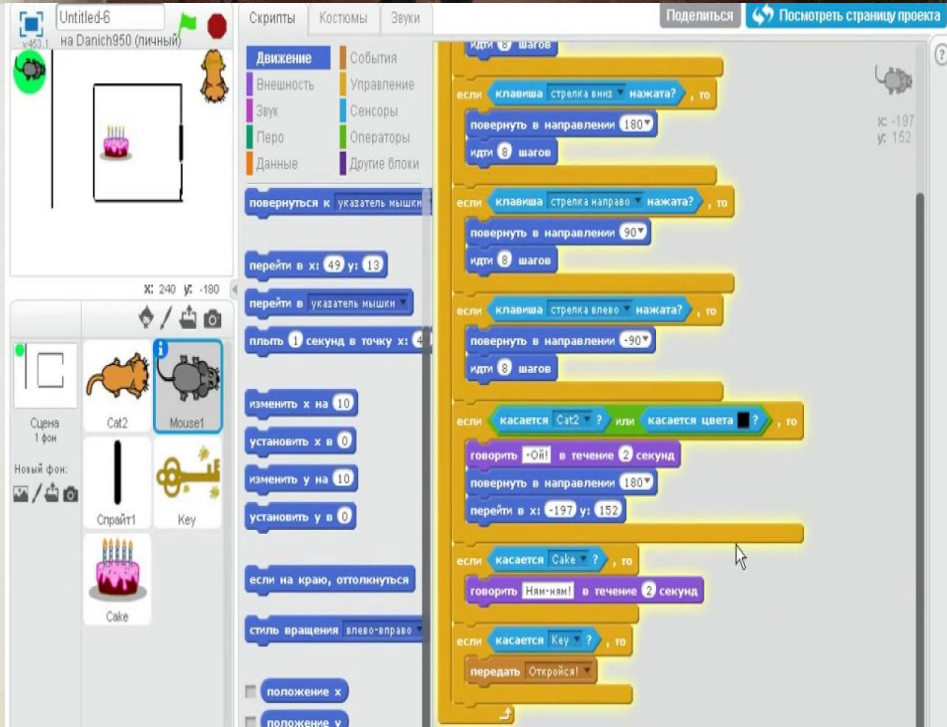 Untitled-6
v453.1
на Danich950 (личный)
Скрипты Костюмы Звуки
Поделиться
Посмотреть страницу проекта
Движение
События
Внешность
Управление
Звук
Сенсоры
Перо
Операторы
Данные
Другие блоки
X: 240 y: -180
Сцена
1 фон
Новый фон:
Cat2
Mouse1
Спрайт1
Key
Cake
повернуться к указатель мышки
перейти в x: 49 y: 13
перейти в указатель мышки
плыть 1 секунд в точку x:
изменить x на 10
установить x в 0
изменить y на 10
установить y в 0
если на краю, оттолкнуться
стиль вращения влево-вправо
положение x
положение y
идти 8 шагов
если клавиша стрелка вниз нажата? , то
повернуть в направлении 180
идти 8 шагов
если клавиша стрелка направо нажата? , то
повернуть в направлении 90
идти 8 шагов
если клавиша стрелка влево нажата? , то
повернуть в направлении -90
идти 8 шагов
если касается Cat2 ? или касается цвета ? , то
говорить -Ой! в течение 2 секунд
повернуть в направлении 180
перейти в x: -197 y: 152
если касается Cake ? , то
говорить Ням-ням! в течение 2 секунд
если касается Key ? , то
передать Откройся!
x: -197
y: 152
?